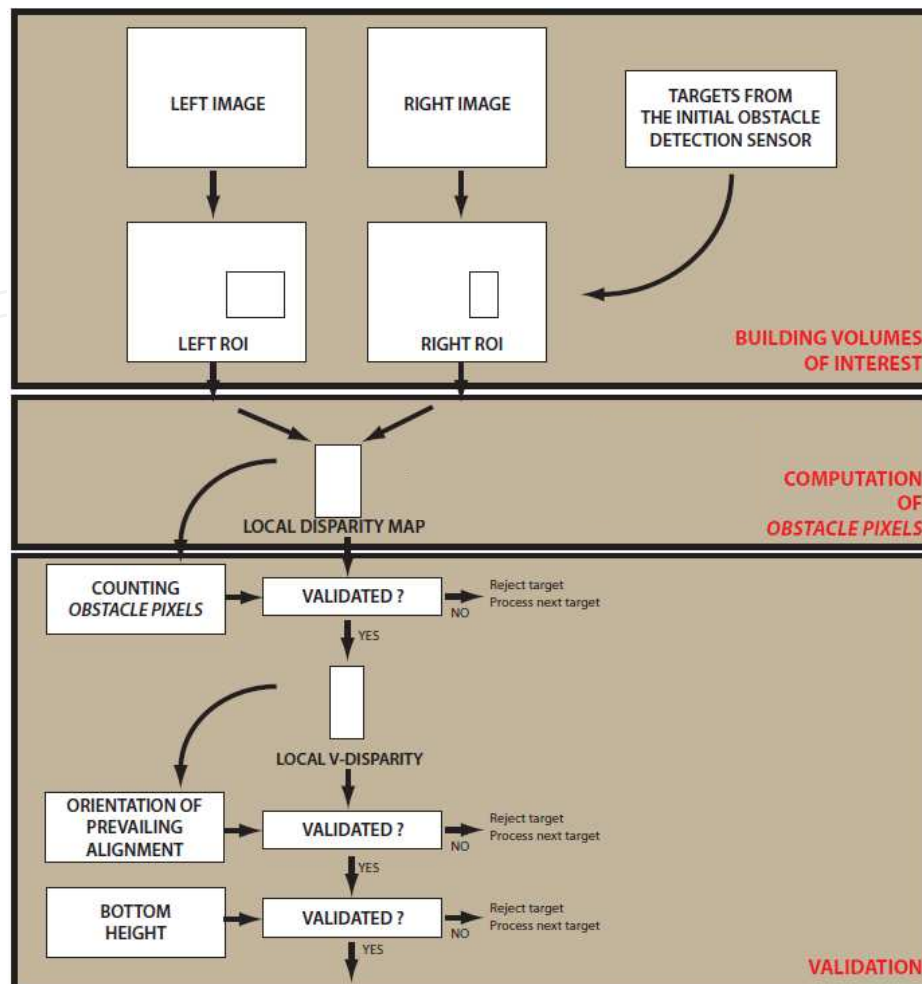 LEFT IMAGE
RIGHT IMAGE
TARGETS FROM
THE INITIAL OBSTACLE
DETECTION SENSOR
LEFT ROI
RIGHT ROI
BUILDING VOLUMES
OF INTEREST
COMPUTATION
OF
OBSTACLE PIXELS
LOCAL DISPARITY MAP
COUNTING
OBSTACLE PIXELS
VALIDATED ?
NO
Reject target
Process next target
YES
LOCAL V-DISPARITY
ORIENTATION OF
PREVAILING
ALIGNMENT
VALIDATED ?
NO
Reject target
Process next target
YES
BOTTOM
HEIGHT
VALIDATED ?
NO
Reject target
Process next target
YES
VALIDATION